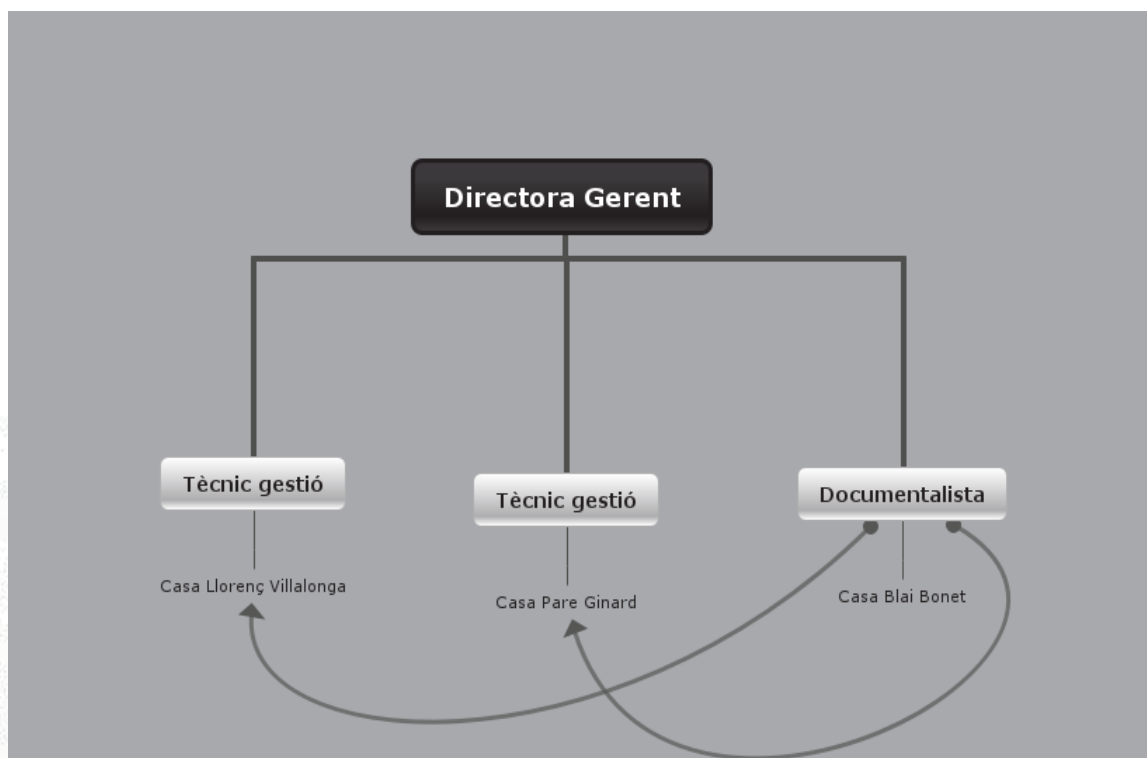 Directora Gerent
Tècnic gestió
Tècnic gestió
Documentalista
Casa Llorenç Villalonga
Casa Pare Ginard
Casa Blai Bonet